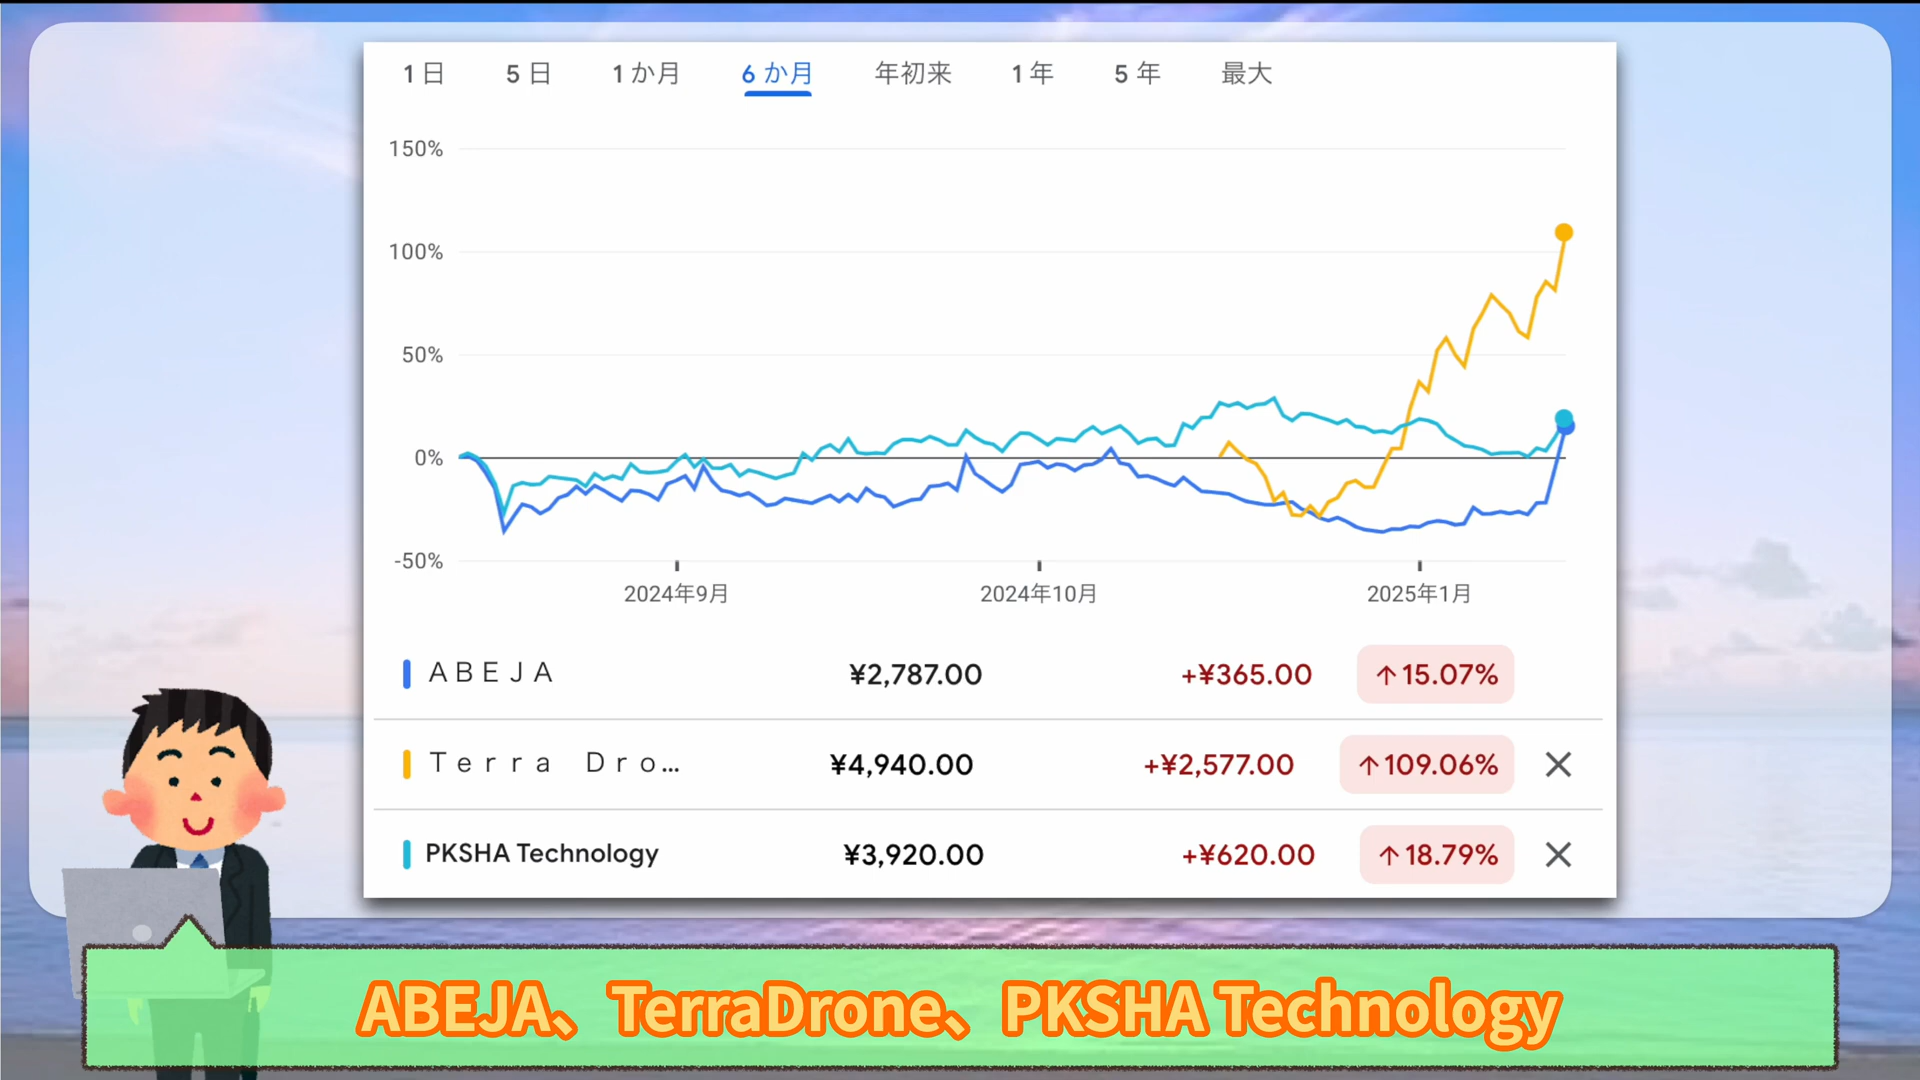 1日 5日 1か月 6か月 年初来 1年 5年 最大
150%
100%
50%
0%
-50%
2024年9月 2024年10月 2025年1月
ＡＢＥＪＡ ¥2,787.00 +¥365.00 ↑15.07%
Ｔｅｒｒａ　Ｄｒｏ… ¥4,940.00 +¥2,577.00 ↑109.06% ×
PKSHA Technology ¥3,920.00 +¥620.00 ↑18.79% ×
ABEJA、TerraDrone、PKSHA Technology